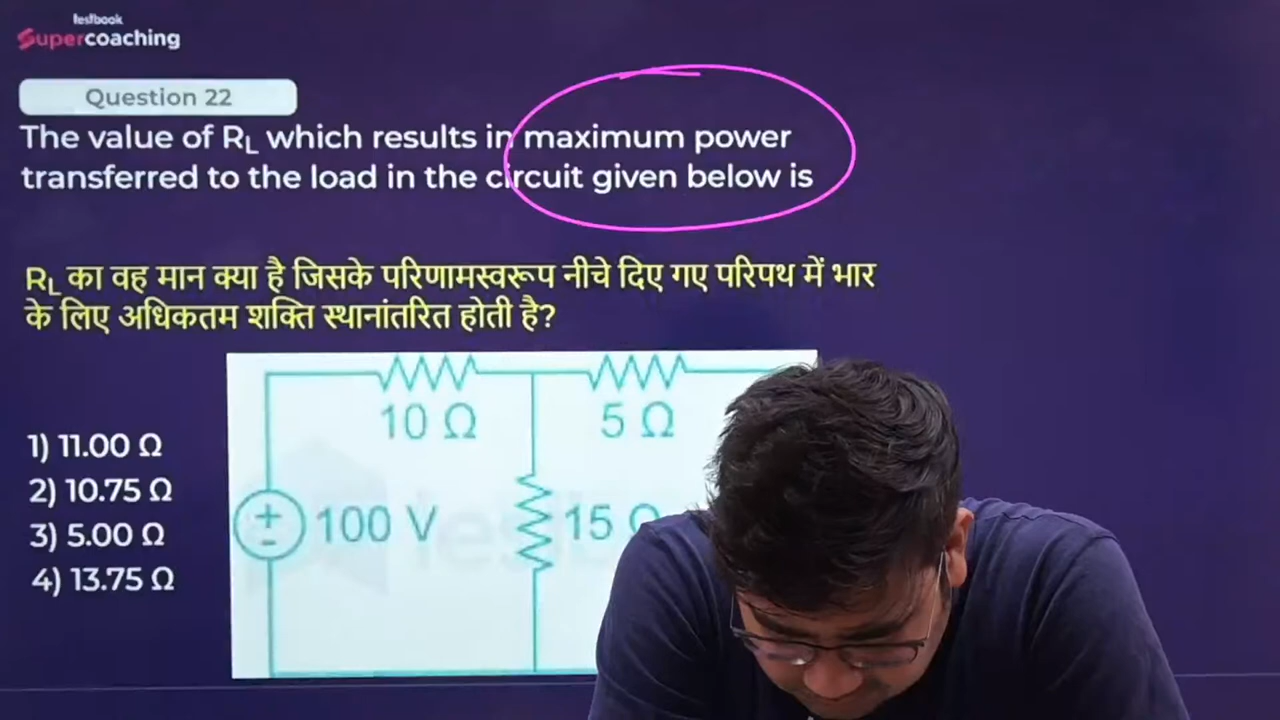 testbook
Supercoaching
Question 22
The value of RL which results in maximum power
transferred to the load in the circuit given below is
RL का वह मान क्या है जिसके परिणामस्वरूप नीचे दिए गए परिपथ में भार
के लिए अधिकतम शक्ति स्थानांतरित होती है?
1) 11.00 Ω
2) 10.75 Ω
3) 5.00 Ω
4) 13.75 Ω
10 Ω
5 Ω
100 V
15 Ω